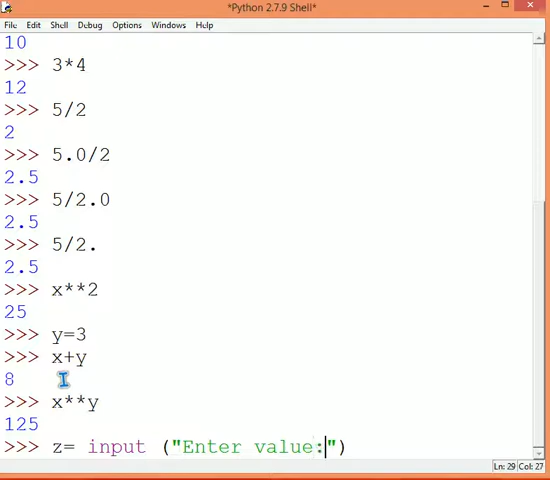 *Python 2.7.9 Shell*
File Edit Shell Debug Options Windows Help
10
>>> 3*4
12
>>> 5/2
2
>>> 5.0/2
2.5
>>> 5/2.0
2.5
>>> 5/2.
2.5
>>> x**2
25
>>> y=3
>>> x+y
8
>>> x**y
125
>>> z= input ("Enter value:")
Ln: 29 Col: 27